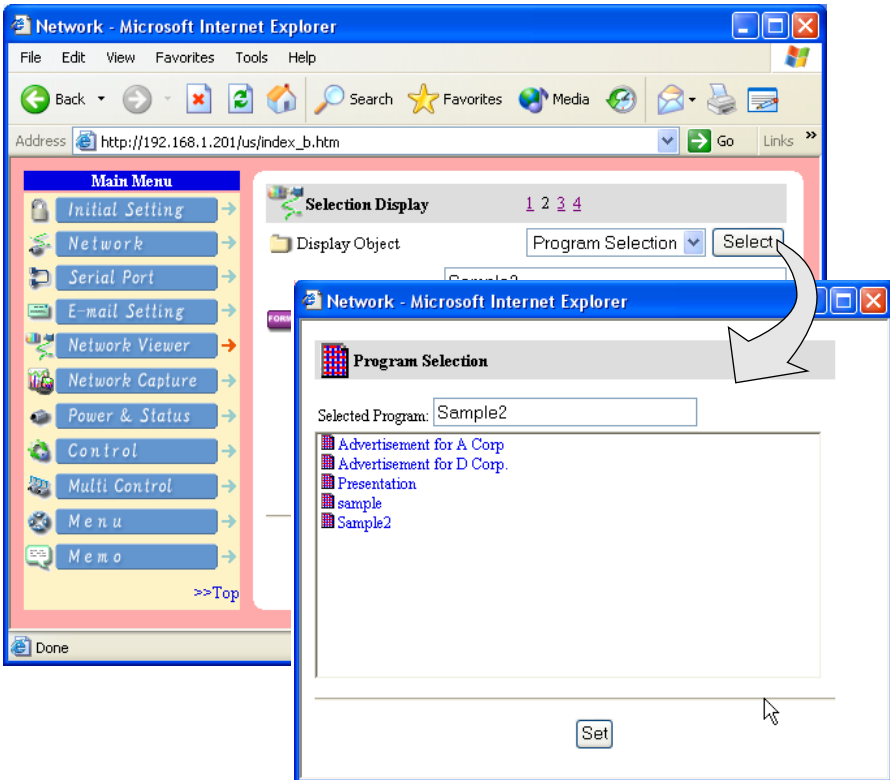 Network - Microsoft Internet Explorer
File Edit View Favorites Tools Help
Back Search Favorites Media
Address http://192.168.1.201/us/index_b.htm Go Links »
Main Menu
Initial Setting
Network
Serial Port
E-mail Setting
Network Viewer
Network Capture
Power & Status
Control
Multi Control
Menu
Memo
>>Top
Selection Display 1 2 3 4
Display Object Program Selection Select
Sample2
Done
Network - Microsoft Internet Explorer
Program Selection
Selected Program: Sample2
Advertisement for A Corp
Advertisement for D Corp.
Presentation
sample
Sample2
Set